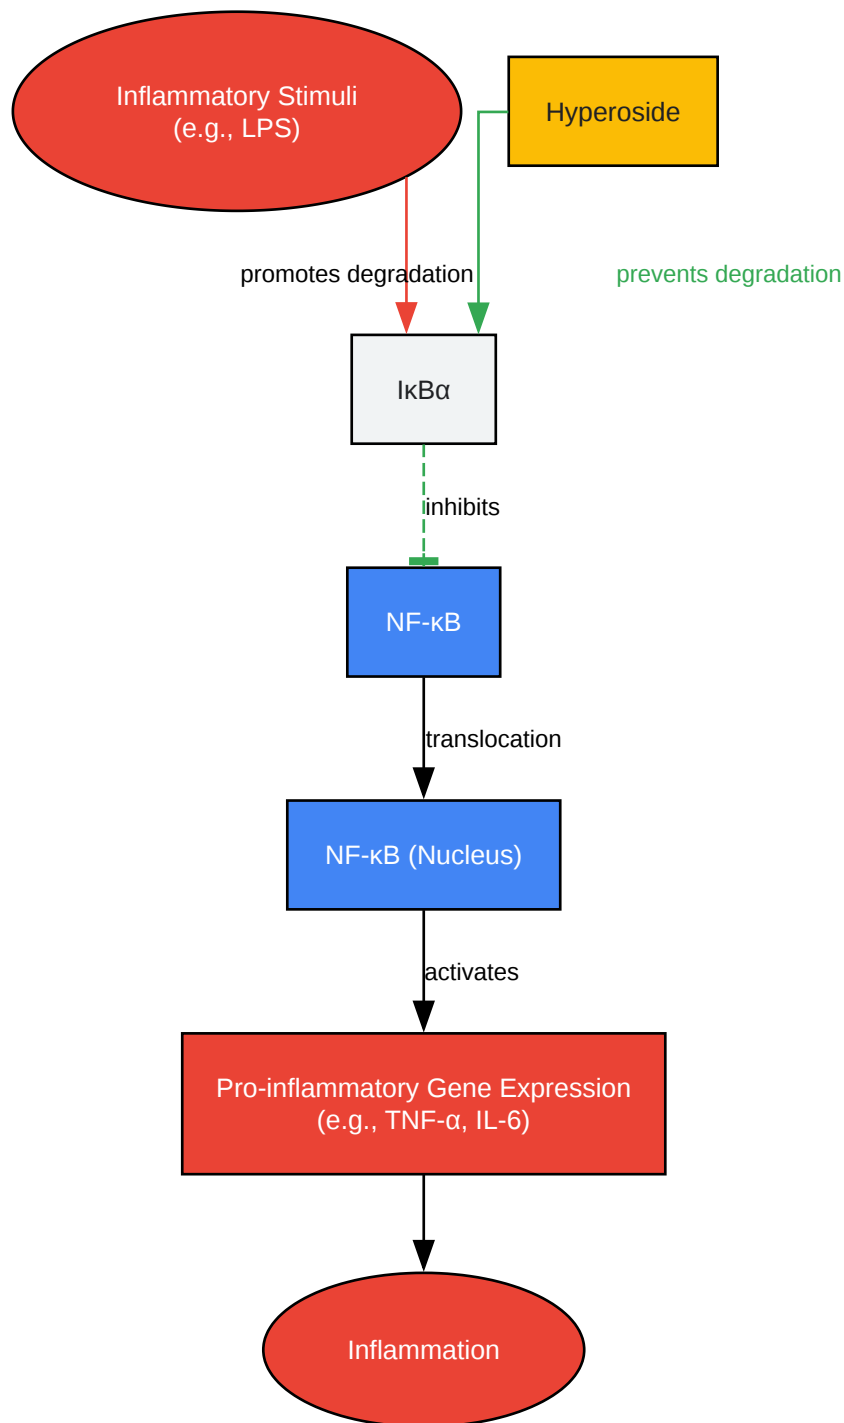 Inflammatory Stimuli
(e.g., LPS)
Hyperoside
promotes degradation
prevents degradation
IκBα
inhibits
NF-κB
translocation
NF-κB (Nucleus)
activates
Pro-inflammatory Gene Expression
(e.g., TNF-α, IL-6)
Inflammation